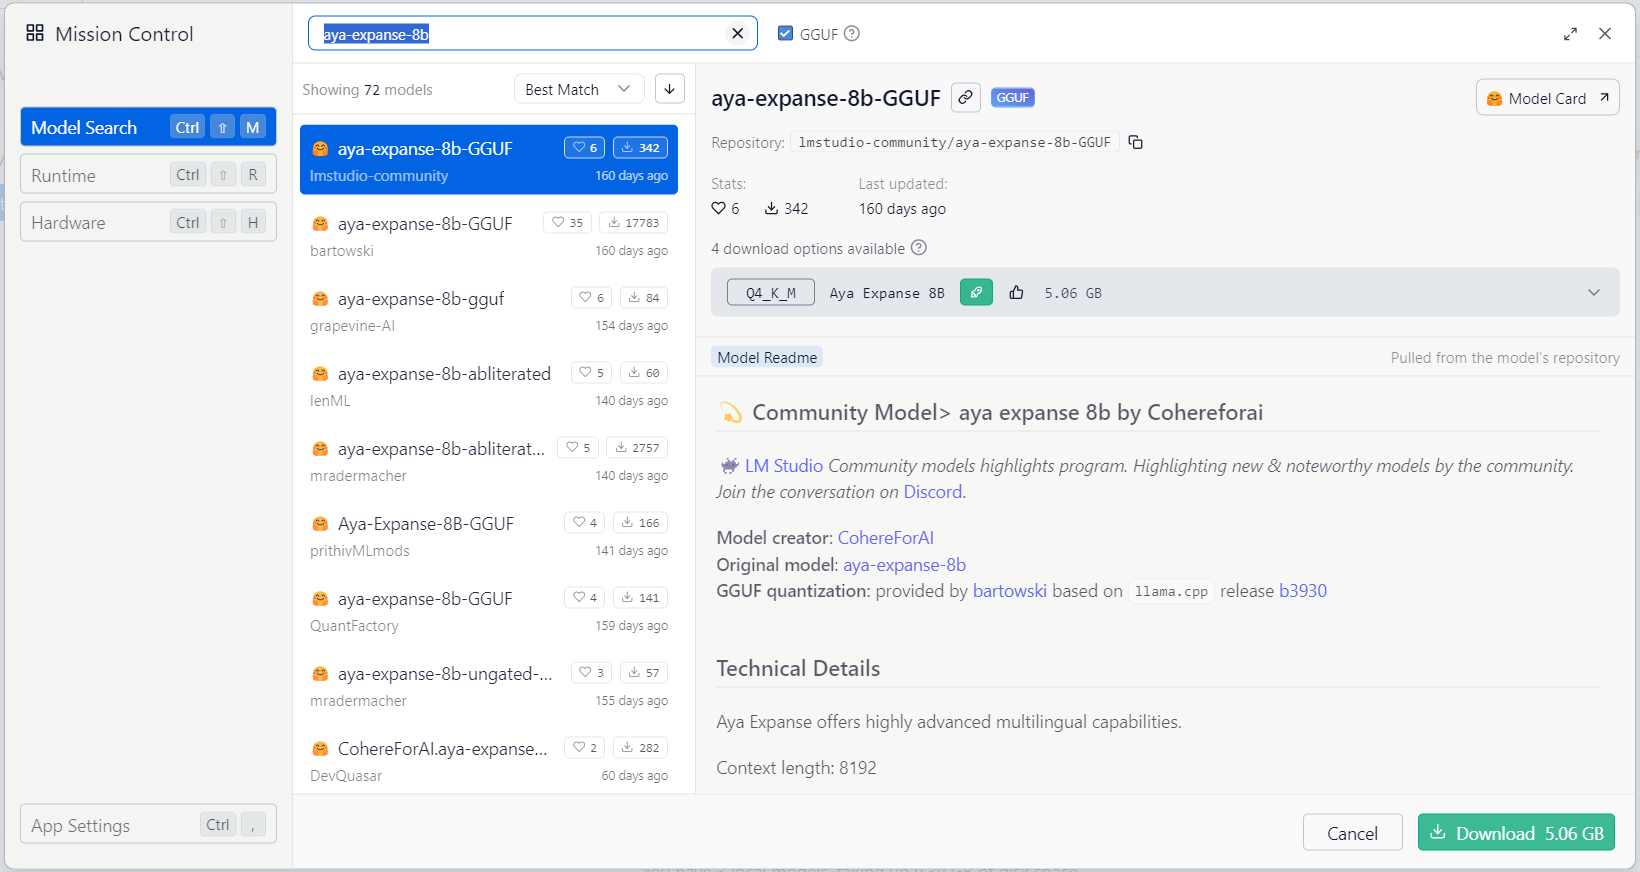 Mission Control
Model Search Ctrl ⇧ M
Runtime Ctrl ⇧ R
Hardware Ctrl ⇧ H
App Settings Ctrl ,
aya-expanse-8b
GGUF
Showing 72 models
Best Match
aya-expanse-8b-GGUF 6 342
lmstudio-community 160 days ago
aya-expanse-8b-GGUF 35 17783
bartowski 160 days ago
aya-expanse-8b-gguf 6 84
grapevine-AI 154 days ago
aya-expanse-8b-abliterated 5 60
lenML 140 days ago
aya-expanse-8b-abliterat... 5 2757
mradermacher 140 days ago
Aya-Expanse-8B-GGUF 4 166
prithivMLmods 141 days ago
aya-expanse-8b-GGUF 4 141
QuantFactory 159 days ago
aya-expanse-8b-ungated-... 3 57
mradermacher 155 days ago
CohereForAI.aya-expanse... 2 282
DevQuasar 60 days ago
aya-expanse-8b-GGUF GGUF
Model Card
Repository: lmstudio-community/aya-expanse-8b-GGUF
Stats: Last updated:
6 342 160 days ago
4 download options available
Q4_K_M Aya Expanse 8B 5.06 GB
Model Readme Pulled from the model's repository
💫 Community Model> aya expanse 8b by Cohereforai
👾 LM Studio Community models highlights program. Highlighting new & noteworthy models by the community.
Join the conversation on Discord.
Model creator: CohereForAI
Original model: aya-expanse-8b
GGUF quantization: provided by bartowski based on llama.cpp release b3930
Technical Details
Aya Expanse offers highly advanced multilingual capabilities.
Context length: 8192
Cancel
Download 5.06 GB